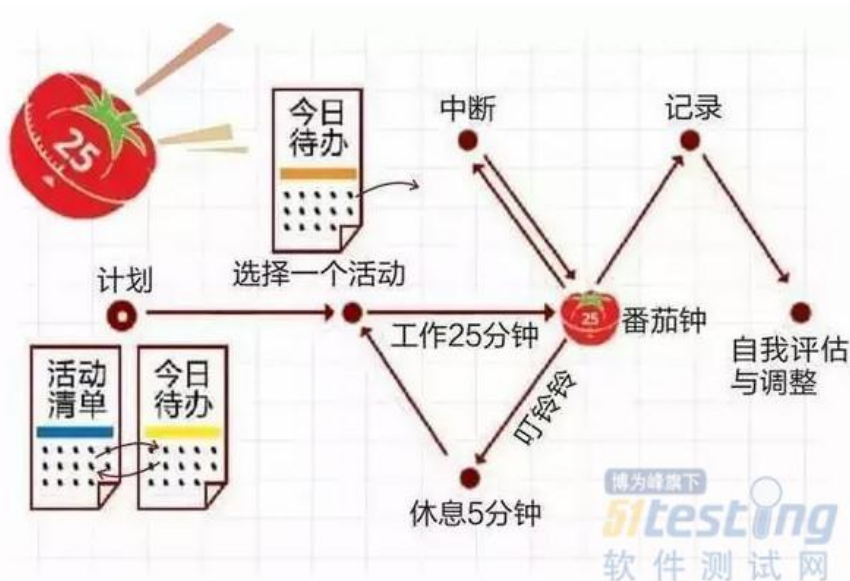 25
今日
待办
中断
记录
计划
选择一个活动
工作25分钟
25
番茄钟
自我评估
与调整
活动
清单
今日
待办
叮铃铃
休息5分钟
博为峰旗下
51testing
软件测试网